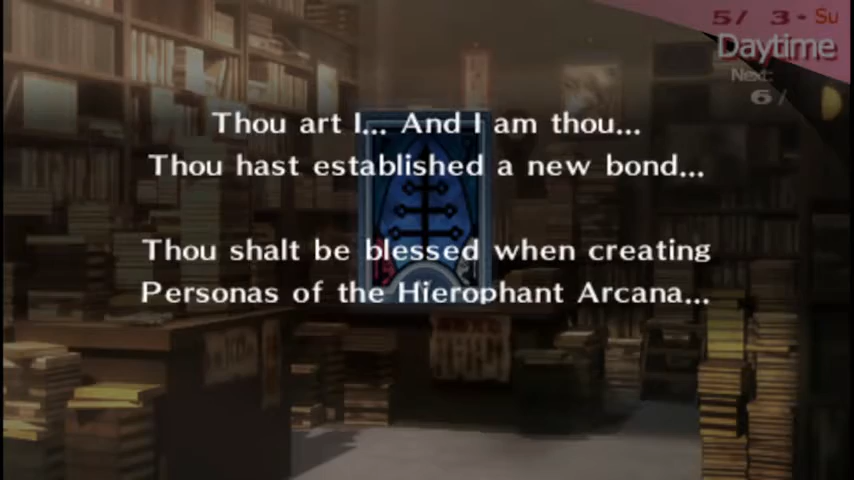 5/ 3 • Su
Daytime
Next:
6/
Thou art I... And I am thou...
Thou hast established a new bond...
Thou shalt be blessed when creating
Personas of the Hierophant Arcana...